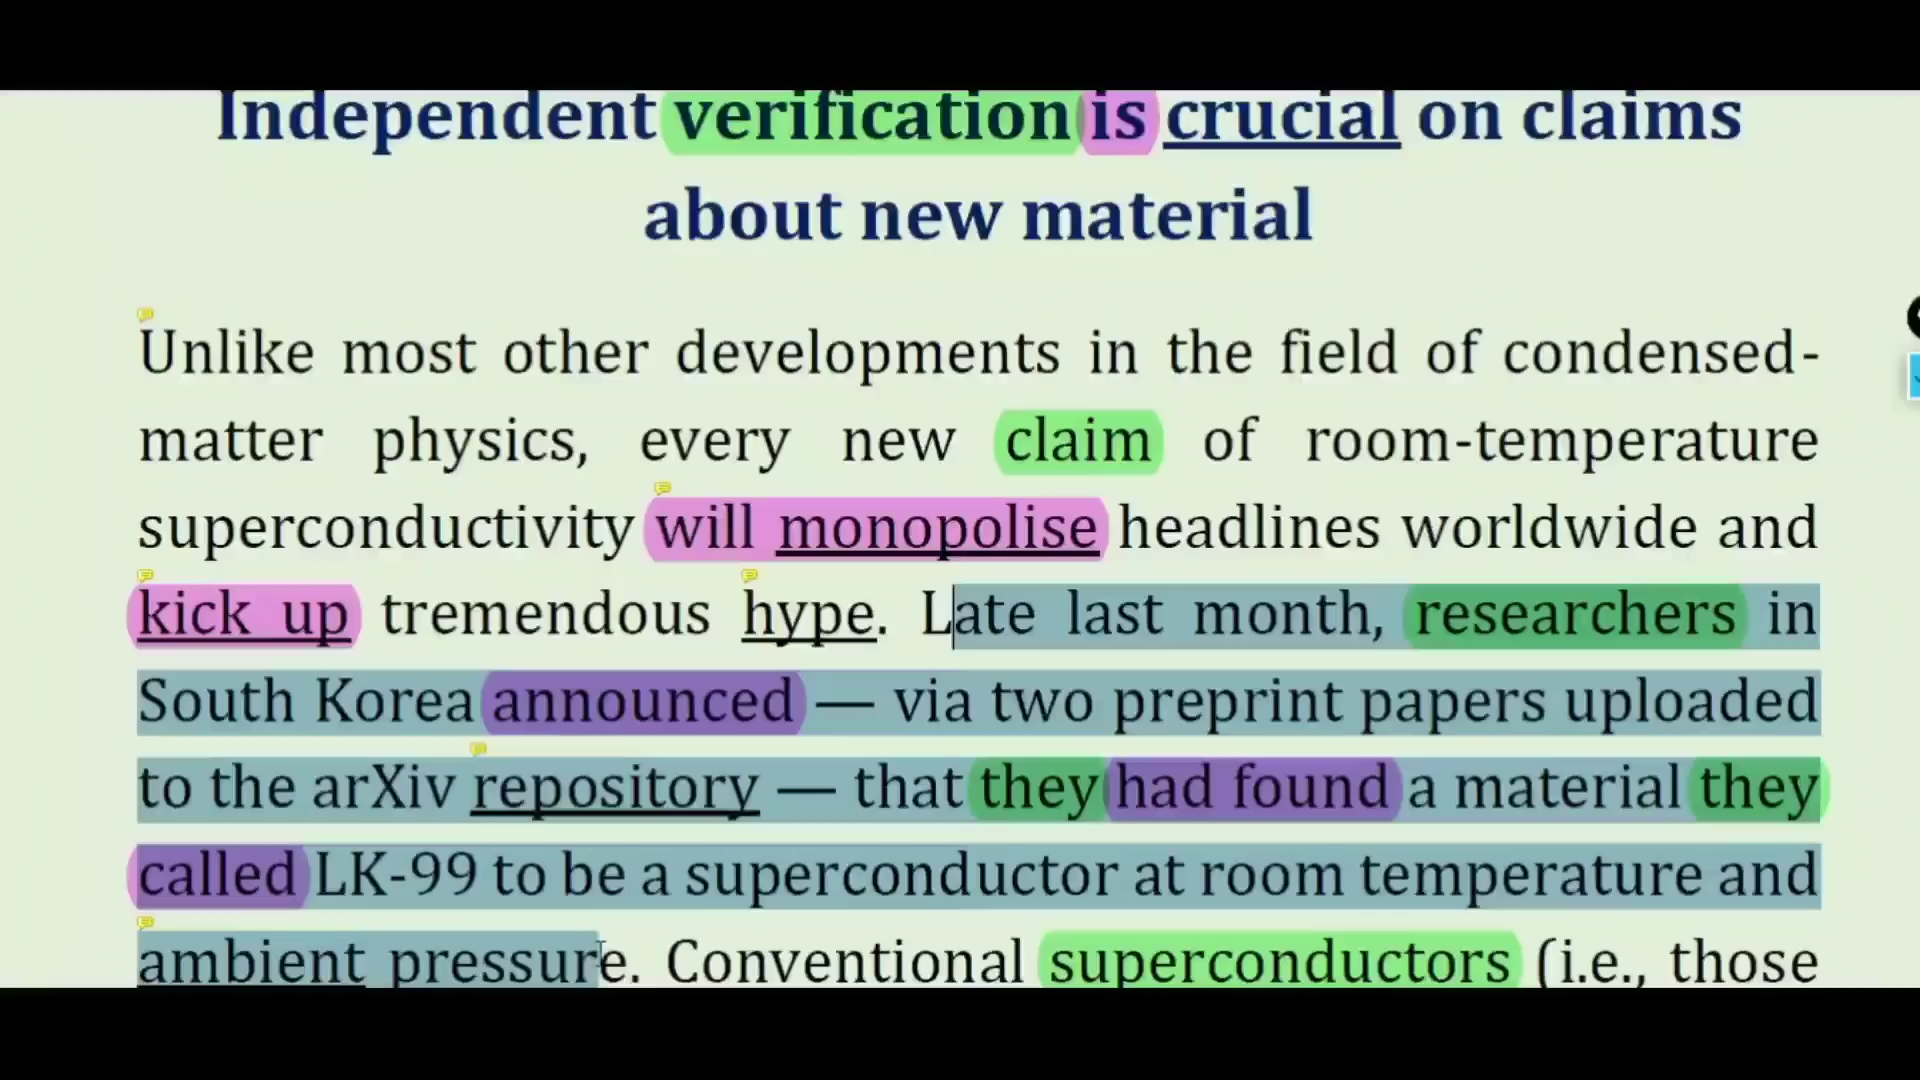 Independent verification is crucial on claims
about new material
Unlike most other developments in the field of condensed-
matter physics, every new claim of room-temperature
superconductivity will monopolise headlines worldwide and
kick up tremendous hype. Late last month, researchers in
South Korea announced — via two preprint papers uploaded
to the arXiv repository — that they had found a material they
called LK-99 to be a superconductor at room temperature and
ambient pressure. Conventional superconductors (i.e., those